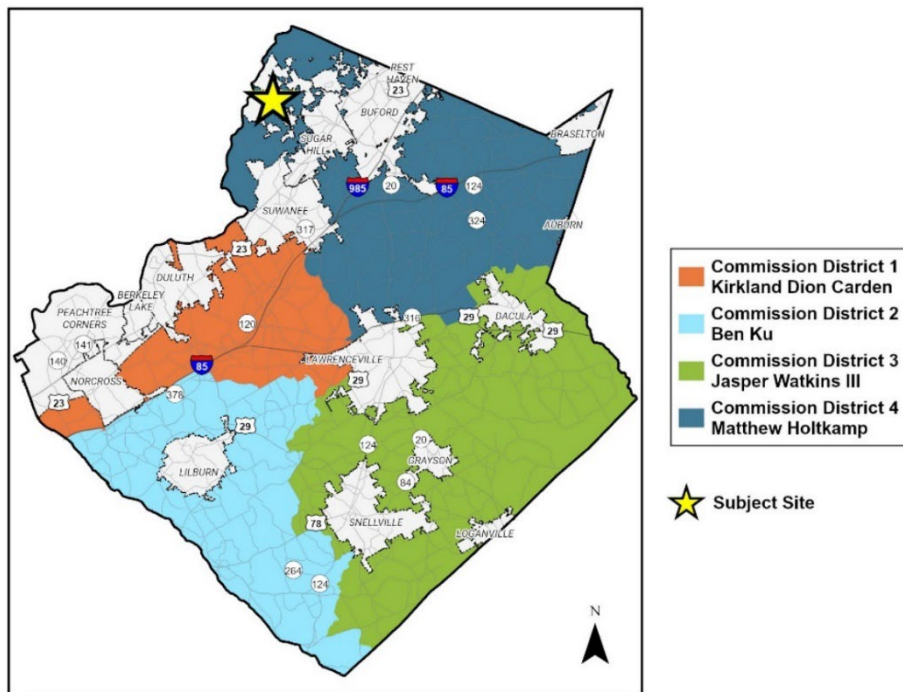 REST
HAVEN
23
BUFORD
BRASELTON
SUGAR
HILL
985
20
85
124
SUWANEE
324
AUBURN
317
23
DULUTH
BERKELEY
LAKE
PEACHTREE
CORNERS
316
29
DACULA
29
120
141
140
LAWRENCEVILLE
85
29
NORCROSS
378
23
29
124
20
GRAYSON
LILBURN
84
78
SNELLVILLE
LOGANVILLE
264
124
N
Commission District 1
Kirkland Dion Carden
Commission District 2
Ben Ku
Commission District 3
Jasper Watkins III
Commission District 4
Matthew Holtkamp
Subject Site